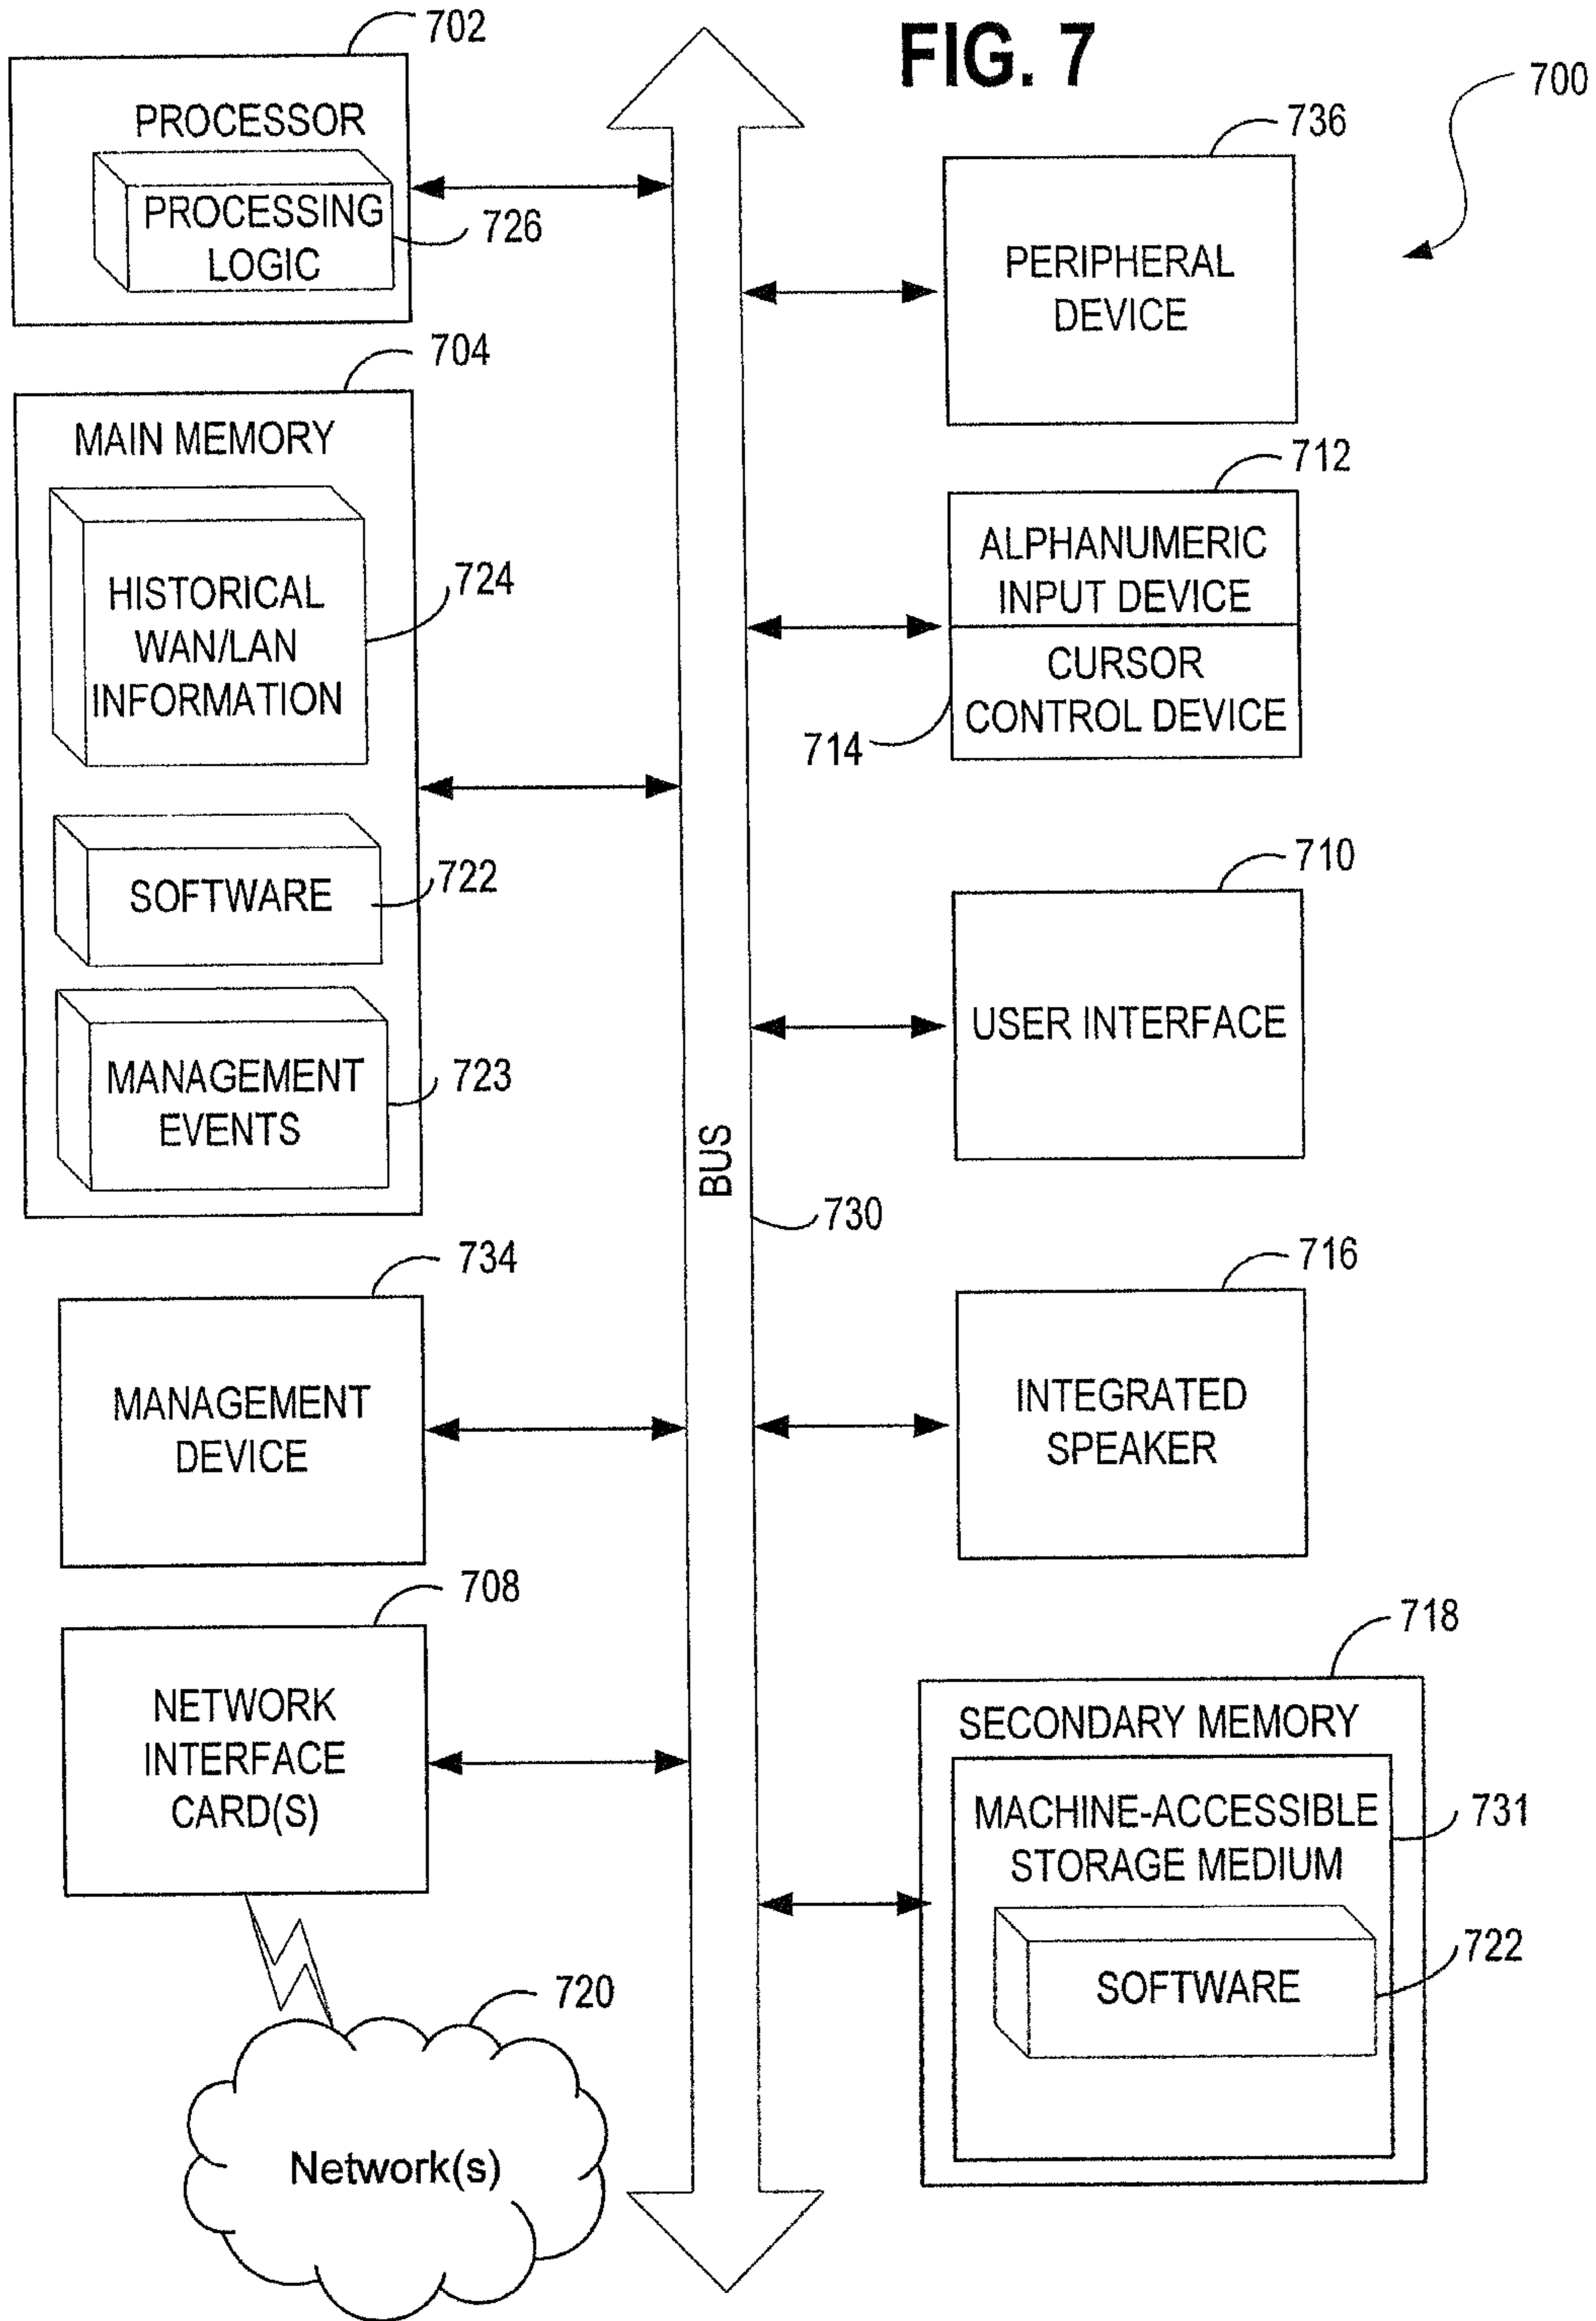 FIG. 7
700
702
PROCESSOR
PROCESSING
LOGIC
726
704
MAIN MEMORY
HISTORICAL
WAN/LAN
INFORMATION
724
SOFTWARE
722
MANAGEMENT
EVENTS
723
734
MANAGEMENT
DEVICE
708
NETWORK
INTERFACE
CARD(S)
720
Network(s)
BUS
730
736
PERIPHERAL
DEVICE
712
ALPHANUMERIC
INPUT DEVICE
CURSOR
CONTROL DEVICE
714
710
USER INTERFACE
716
INTEGRATED
SPEAKER
718
SECONDARY MEMORY
MACHINE-ACCESSIBLE
STORAGE MEDIUM
731
SOFTWARE
722